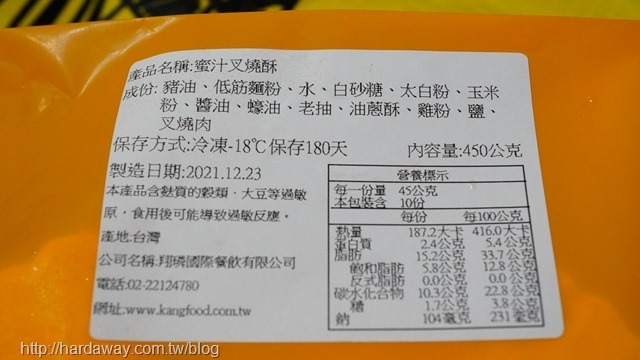 產品名稱:蜜汁叉燒酥
成份: 豬油、低筋麵粉、水、白砂糖、太白粉、玉米
粉、醬油、蠔油、老抽、油蔥酥、雞粉、鹽、
叉燒肉
保存方式:冷凍-18℃保存180天
內容量:450公克
製造日期:2021.12.23
本產品含麩質的穀類、大豆等過敏
原，食用後可能導致過敏反應。
產地:台灣
公司名稱:翔璘國際餐飲有限公司
電話:02-22124780
網址:www.kangfood.com.tw
營養標示
每一份量 45公克
本包裝含 10份
每份 每100公克
熱量 187.2大卡 416.0大卡
蛋白質 2.4公克 5.4公克
脂肪 15.2公克 33.7公克
飽和脂肪 5.8公克 12.8公克
反式脂肪 0.0公克 0.0公克
碳水化合物 10.3公克 22.8公克
糖 1.7公克 3.8公克
鈉 104毫克 231毫克
http://hardaway.com.tw/blog